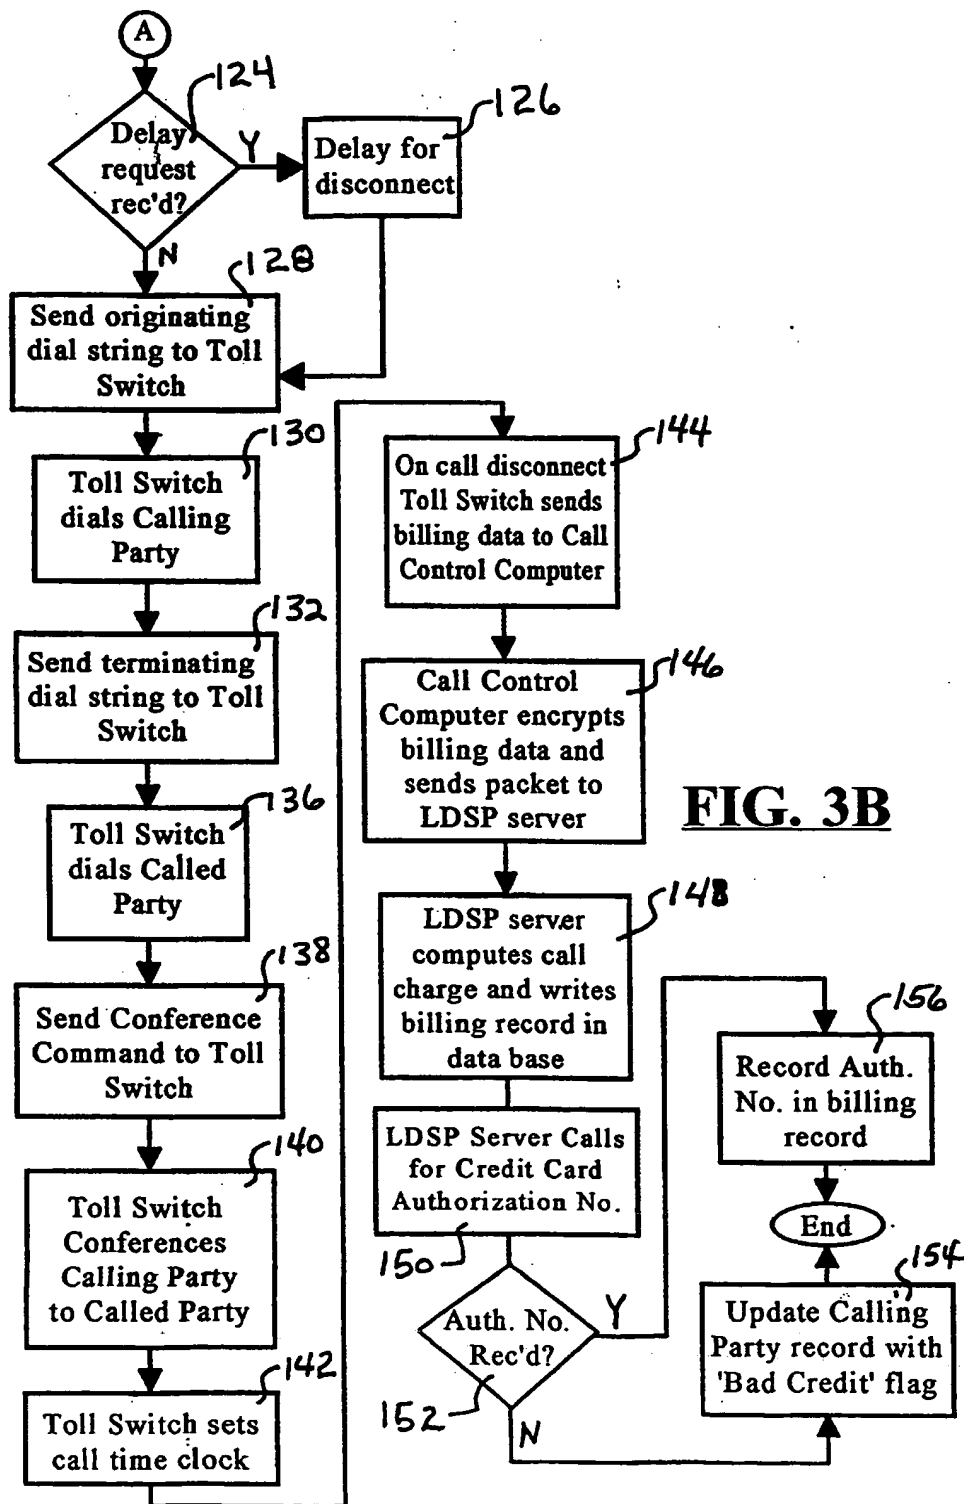 A
124
Delay
request
rec'd?
Y
N
126
Delay for
disconnect
128
Send originating
dial string to Toll
Switch
130
Toll Switch
dials Calling
Party
132
Send terminating
dial string to Toll
Switch
136
Toll Switch
dials Called
Party
138
Send Conference
Command to Toll
Switch
140
Toll Switch
Conferences
Calling Party
to Called Party
142
Toll Switch sets
call time clock
144
On call disconnect
Toll Switch sends
billing data to Call
Control Computer
146
Call Control
Computer encrypts
billing data and
sends packet to
LDSP server
FIG. 3B
148
LDSP server
computes call
charge and writes
billing record in
data base
LDSP Server Calls
for Credit Card
Authorization No.
150
Auth. No.
Rec'd?
152
Y
N
156
Record Auth.
No. in billing
record
End
154
Update Calling
Party record with
'Bad Credit' flag